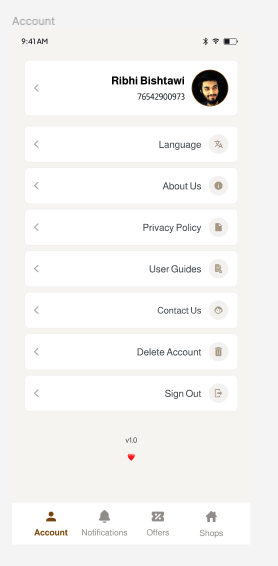 Account
9:41 AM
Ribhi Bishtawi
76542900973
Language
About Us
Privacy Policy
User Guides
Contact Us
Delete Account
Sign Out
v1.0
Account
Notifications
Offers
Shops